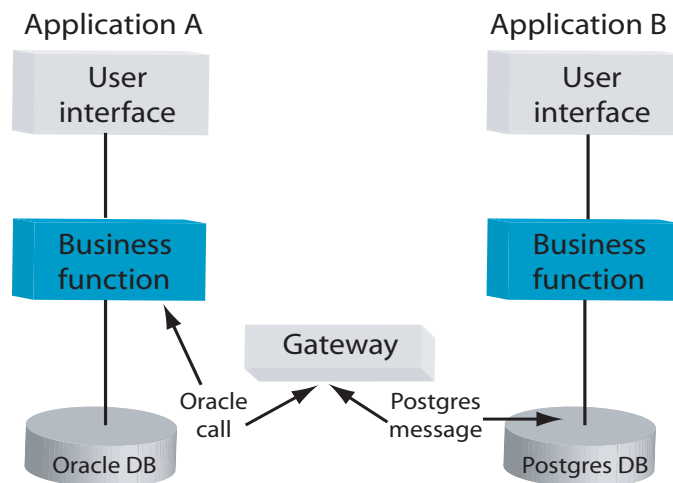 Application A
Application B
User
interface
User
interface
Business
function
Business
function
Gateway
Oracle
call
Postgres
message
Oracle DB
Postgres DB